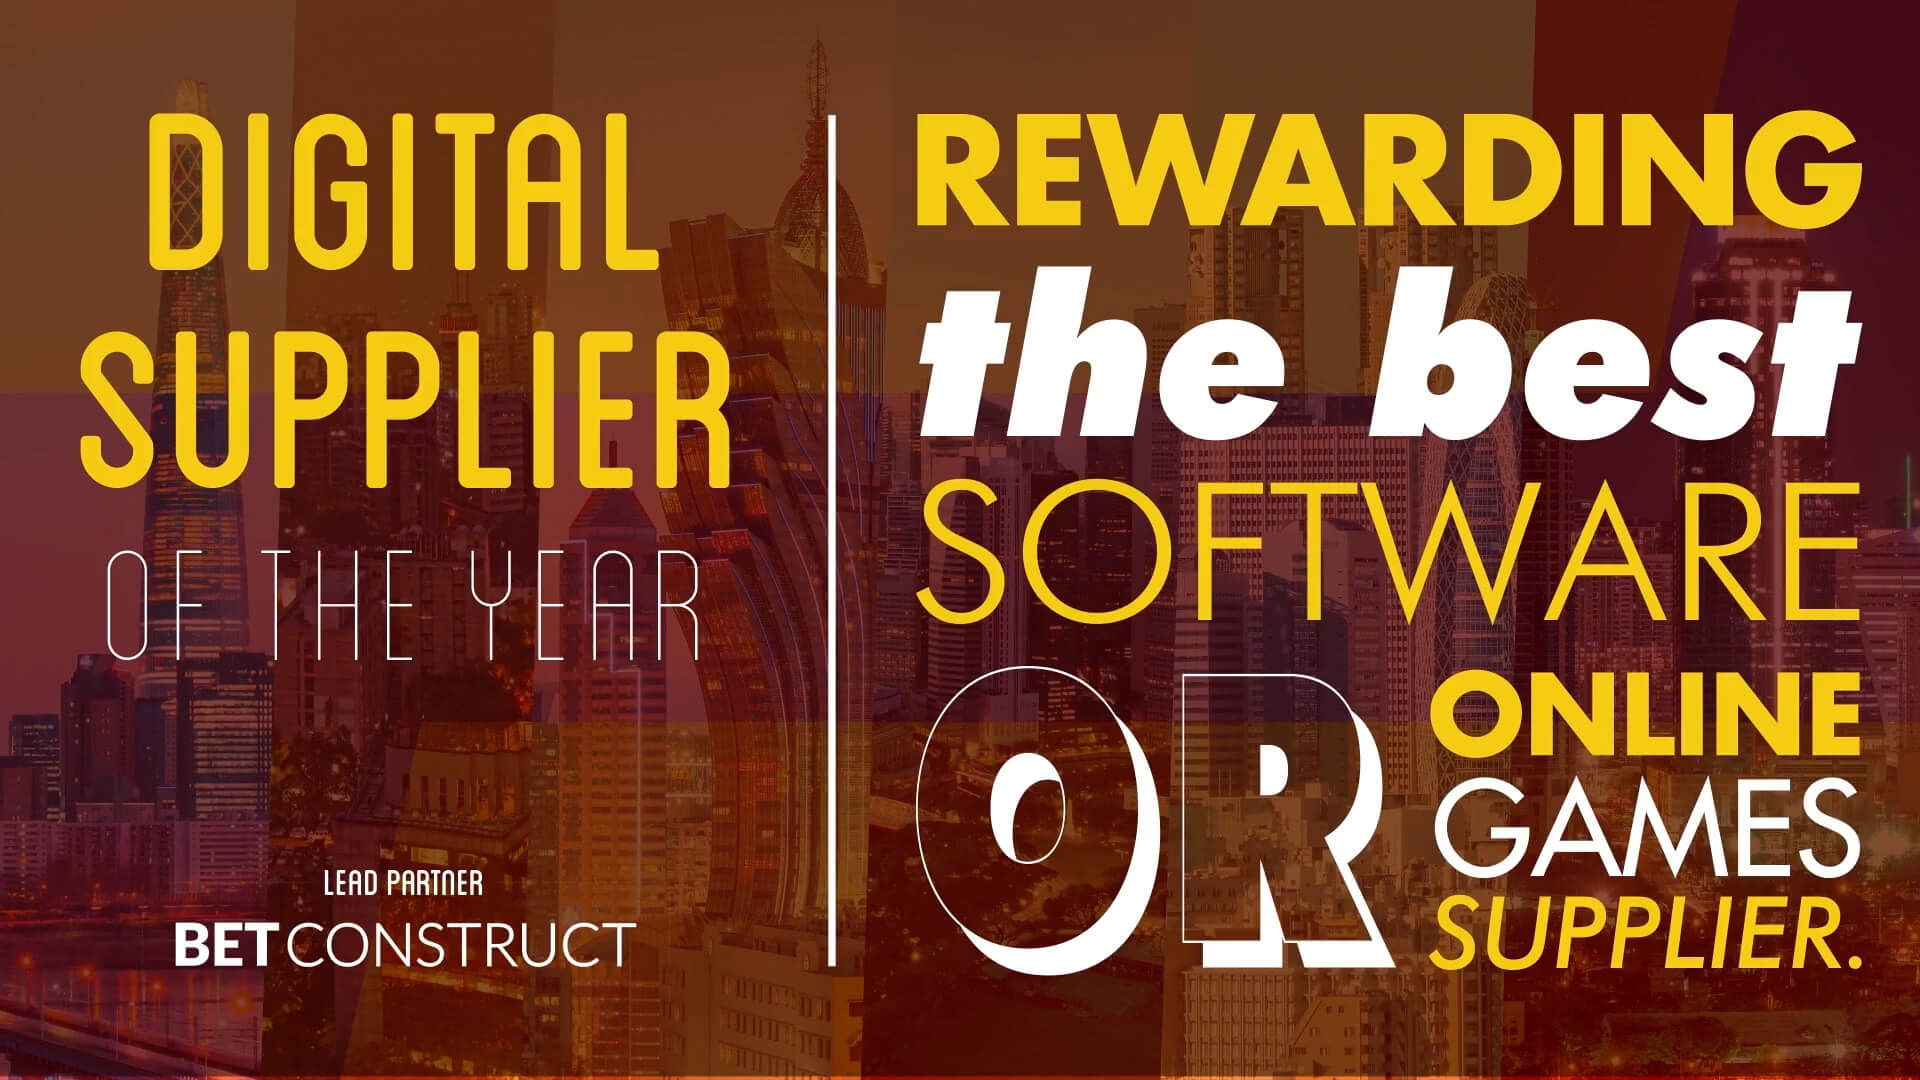 DIGITAL
SUPPLIER
OF THE YEAR
LEAD PARTNER
BETCONSTRUCT
REWARDING
the best
SOFTWARE
OR
ONLINE
GAMES
SUPPLIER.